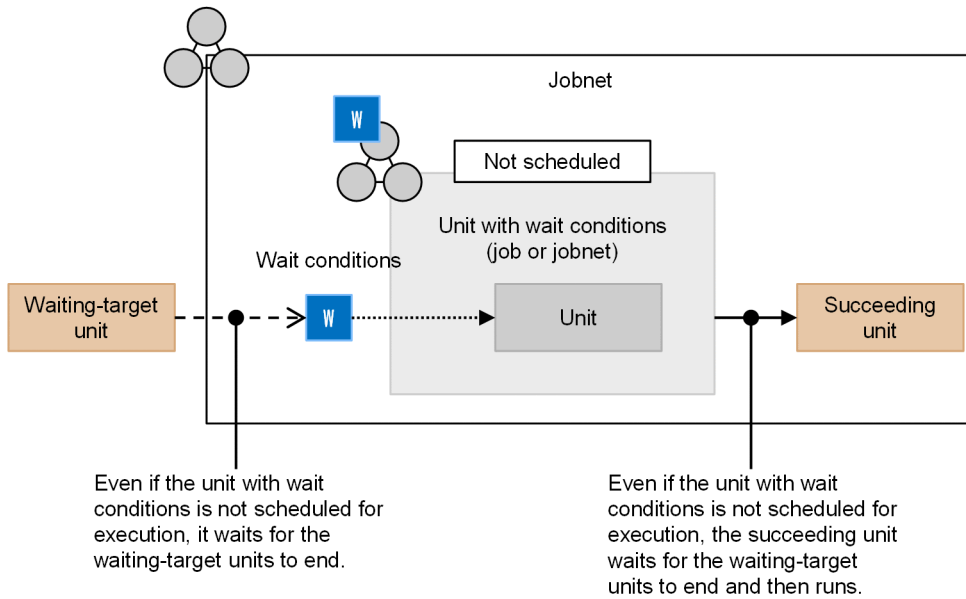 Jobnet
W
Not scheduled
Unit with wait conditions
(job or jobnet)
Wait conditions
Waiting-target
unit
W
Unit
Succeeding
unit
Even if the unit with wait
conditions is not scheduled for
execution, it waits for the
waiting-target units to end.
Even if the unit with wait
conditions is not scheduled for
execution, the succeeding unit
waits for the waiting-target
units to end and then runs.